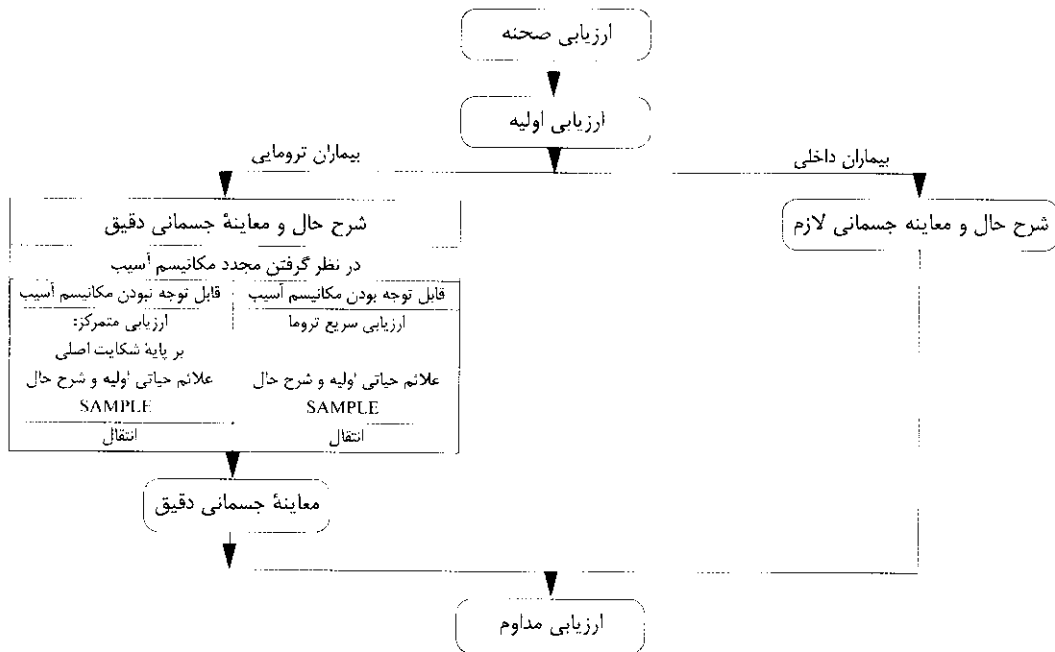 ارزیابی صحنه
ارزیابی اولیه
بیماران داخلی
بیماران ترومایی
شرح حال و معاینه جسمانی لازم
شرح حال و معاینهٔ جسمانی دقیق
در نظر گرفتن مجدد مکانیسم آسیب
قابل توجه بودن مکانیسم آسیب
قابل توجه نبودن مکانیسم آسیب
ارزیابی سریع تروما
ارزیابی متمرکز:
بر پایهٔ شکایت اصلی
علائم حیاتی اولیه و شرح حال
علائم حیاتی اولیه و شرح حال
SAMPLE
SAMPLE
انتقال
انتقال
معاینهٔ جسمانی دقیق
ارزیابی مداوم